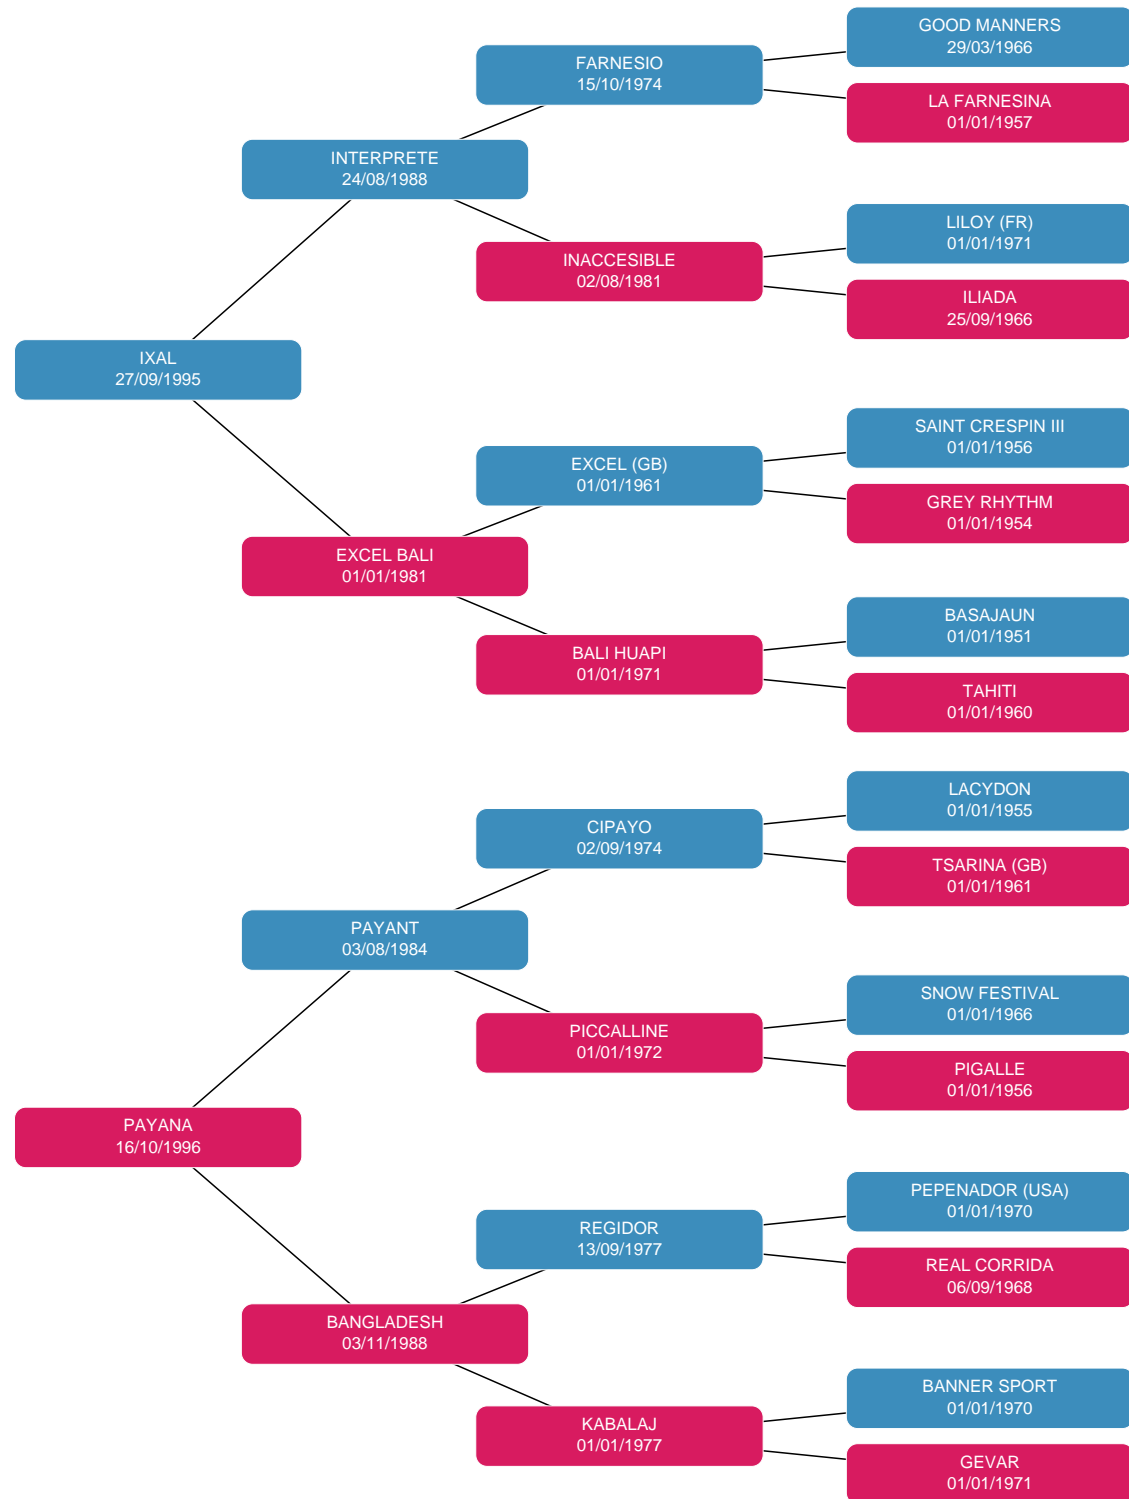 GOOD MANNERS
29/03/1966
FARNESIO
15/10/1974
LA FARNESINA
01/01/1957
INTERPRETE
24/08/1988
LILOY (FR)
01/01/1971
INACCESIBLE
02/08/1981
ILIADA
25/09/1966
IXAL
27/09/1995
SAINT CRESPIN III
01/01/1956
EXCEL (GB)
01/01/1961
GREY RHYTHM
01/01/1954
EXCEL BALI
01/01/1981
BASAJAUN
01/01/1951
BALI HUAPI
01/01/1971
TAHITI
01/01/1960
LACYDON
01/01/1955
CIPAYO
02/09/1974
TSARINA (GB)
01/01/1961
PAYANT
03/08/1984
SNOW FESTIVAL
01/01/1966
PICCALLINE
01/01/1972
PIGALLE
01/01/1956
PAYANA
16/10/1996
PEPENADOR (USA)
01/01/1970
REGIDOR
13/09/1977
REAL CORRIDA
06/09/1968
BANGLADESH
03/11/1988
BANNER SPORT
01/01/1970
KABALAJ
01/01/1977
GEVAR
01/01/1971